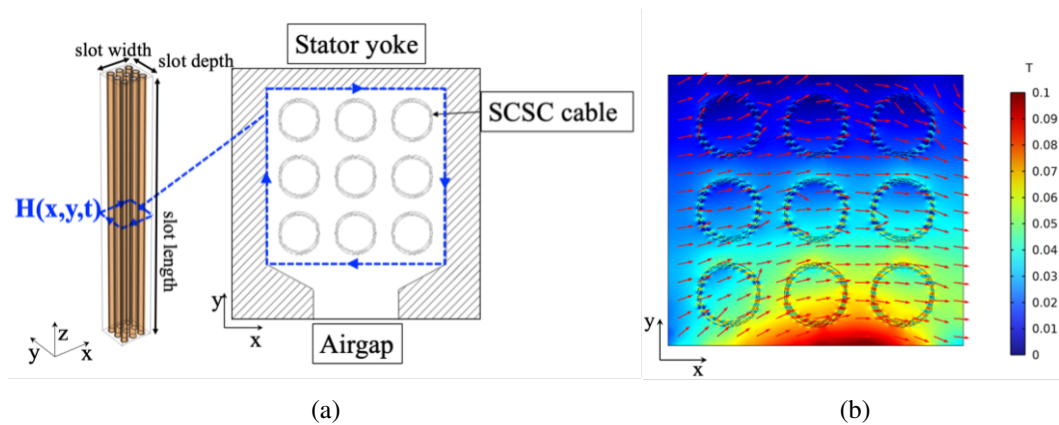 slot width
slot depth
slot length
H(x,y,t)
z
y
x
Stator yoke
SCSC cable
y
x
Airgap
(a)
T
0.1
0.09
0.08
0.07
0.06
0.05
0.04
0.03
0.02
0.01
0
y
x
(b)